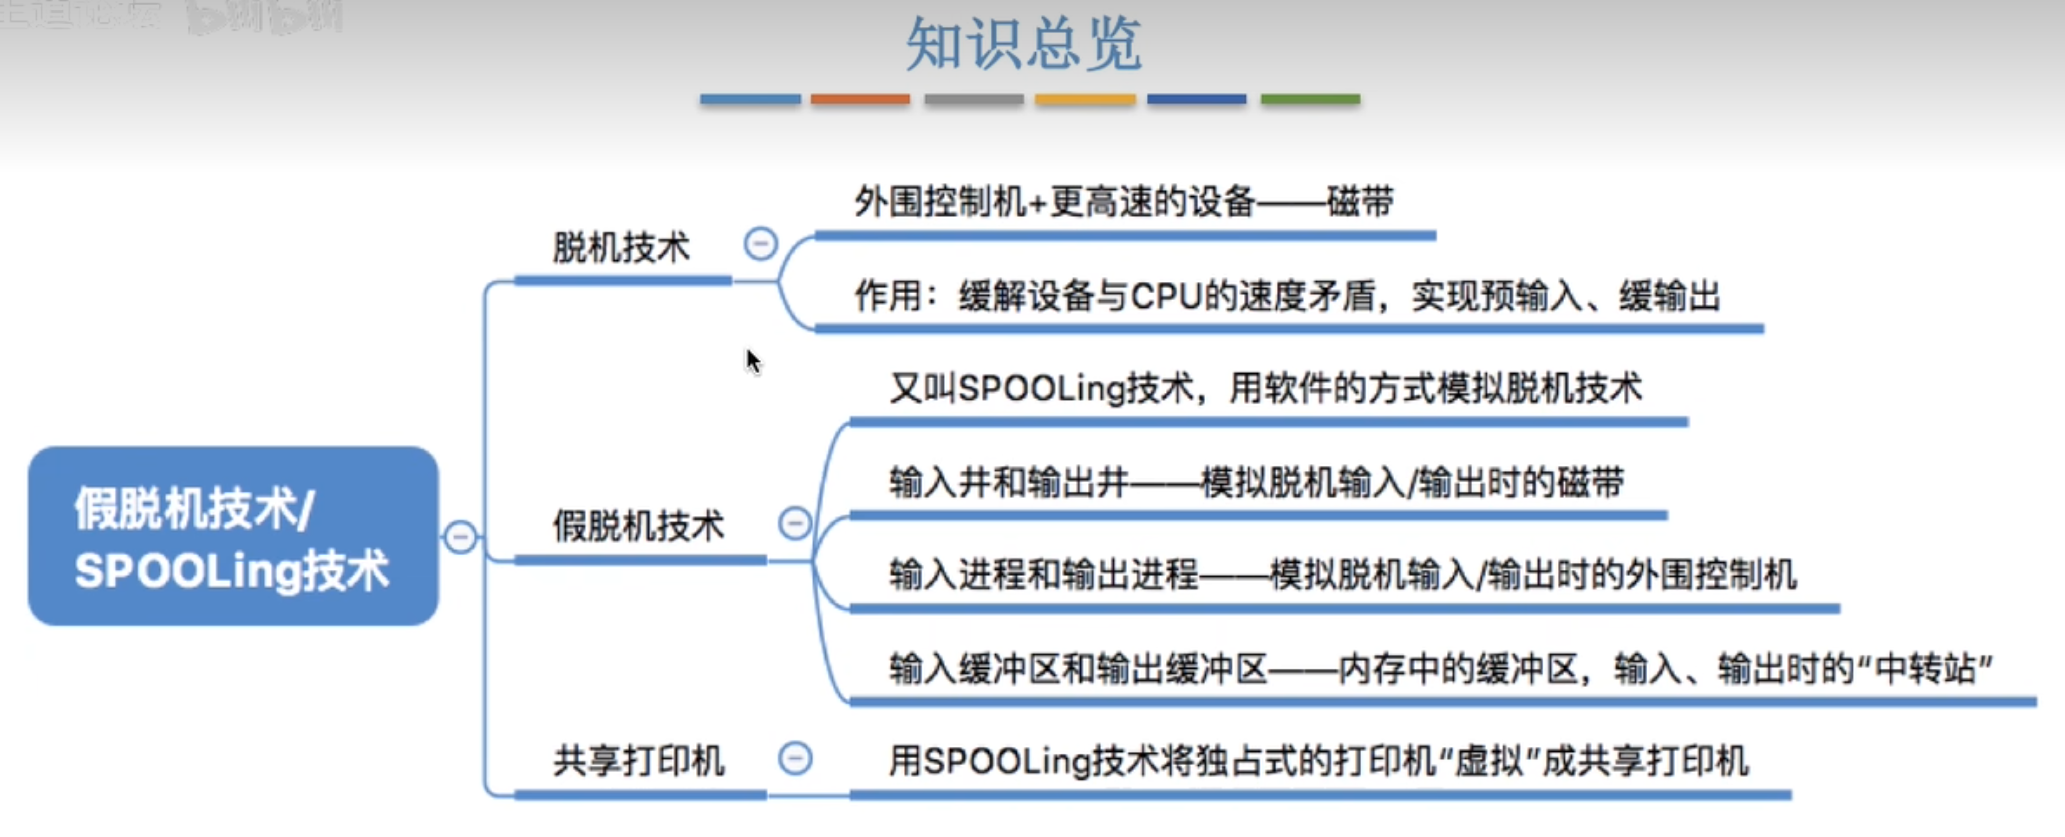 知识总览
外围控制机+更高速的设备——磁带
脱机技术
作用：缓解设备与CPU的速度矛盾，实现预输入、缓输出
又叫SPOOLing技术，用软件的方式模拟脱机技术
输入井和输出井——模拟脱机输入/输出时的磁带
假脱机技术/
SPOOLing技术
假脱机技术
输入进程和输出进程——模拟脱机输入/输出时的外围控制机
输入缓冲区和输出缓冲区——内存中的缓冲区，输入、输出时的“中转站”
共享打印机
用SPOOLing技术将独占式的打印机“虚拟”成共享打印机